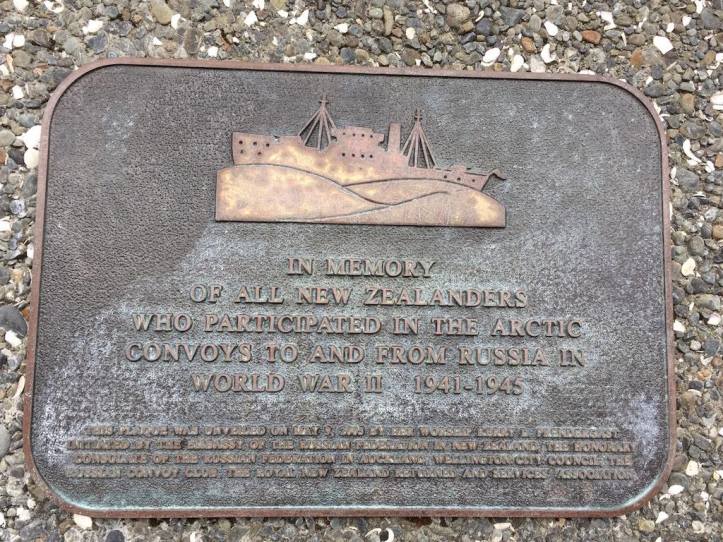 IN MEMORY
OF ALL NEW ZEALANDERS
WHO PARTICIPATED IN THE ARCTIC
CONVOYS TO AND FROM RUSSIA IN
WORLD WAR II 1941-1945
THIS PLAQUE WAS UNVEILED ON MAY 9, BY HER WORSHIP KERRY PRENDERGAST
INITIATED BY THE EMBASSY OF THE RUSSIAN FEDERATION IN NEW ZEALAND, THE HONORARY
CONSULATE OF THE RUSSIAN FEDERATION IN AUCKLAND, WELLINGTON CITY COUNCIL, THE
RUSSIAN CONVOY CLUB, THE ROYAL NEW ZEALAND RETURNED AND SERVICES' ASSOCIATION